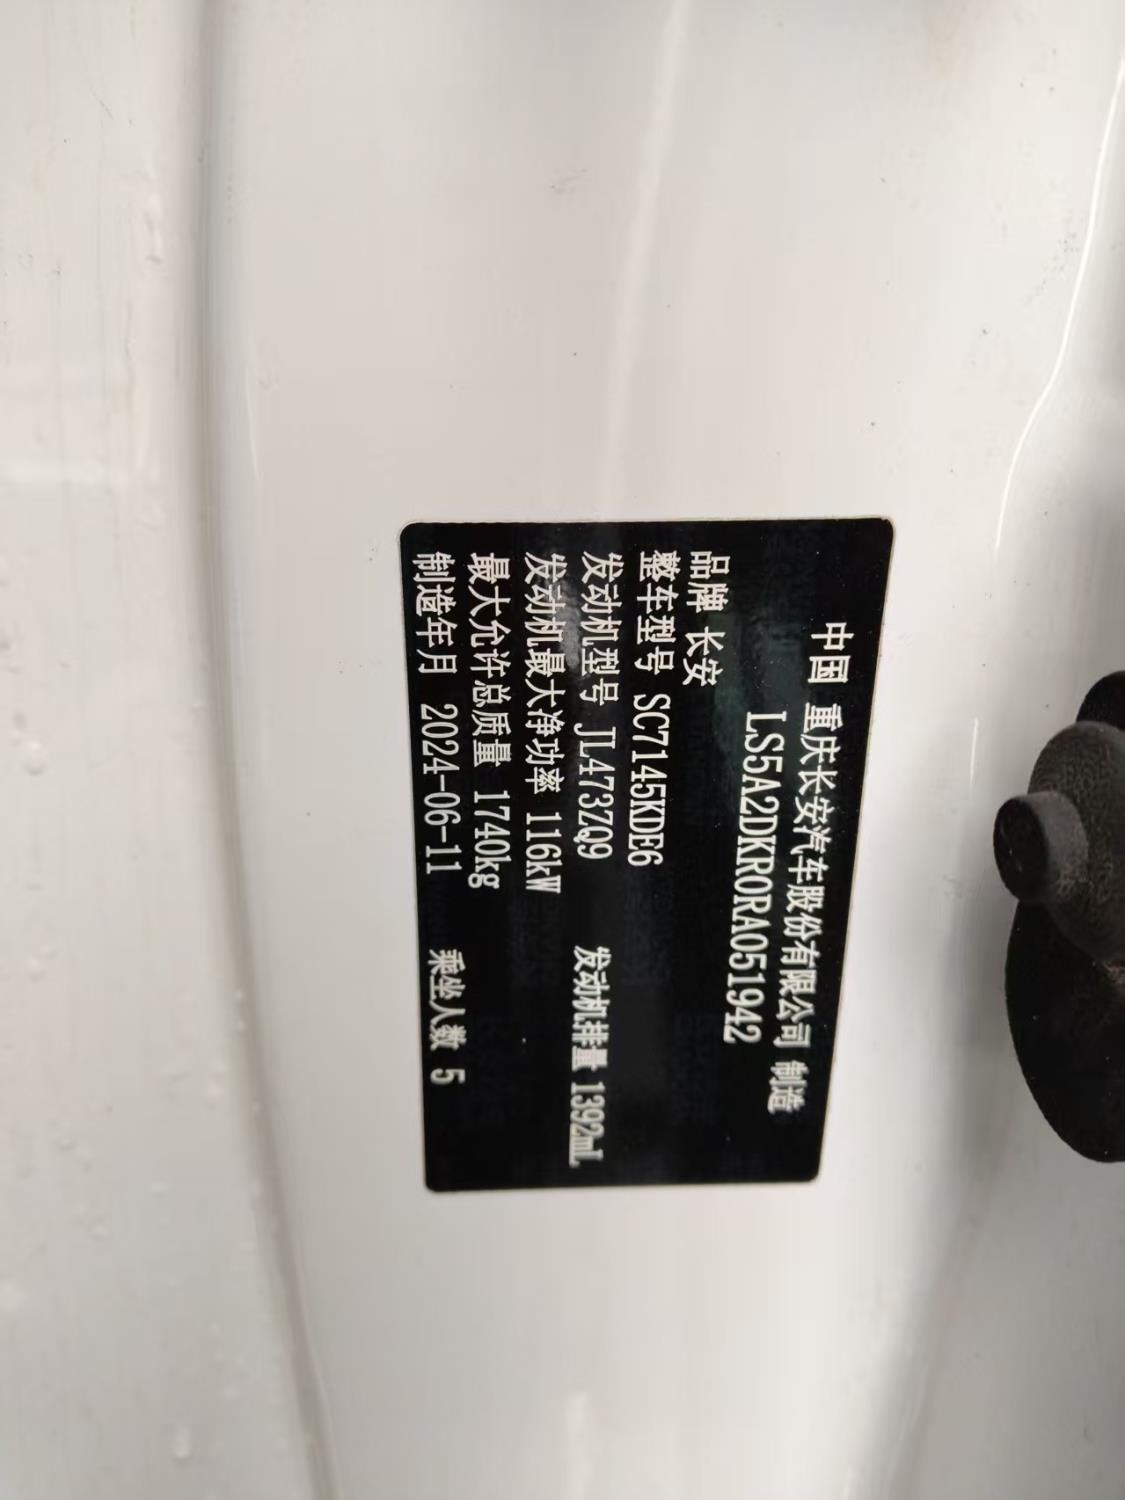 中国 重庆长安汽车股份有限公司 制造
LS5A2DKR0RA051942
品牌 长安
整车型号 SC7145KDE6
发动机型号 JL473ZQ9 发动机排量 1392mL
发动机最大净功率 116kW
最大允许总质量 1740kg
制造年月 2024-06-11 乘坐人数 5